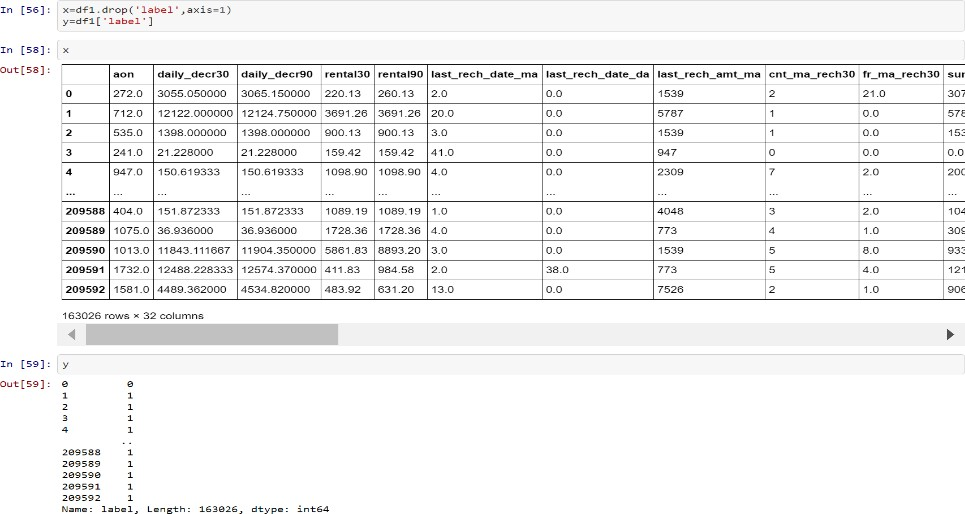 In [56]: x=df1.drop('label',axis=1)
y=df1['label']
In [58]: x
Out[58]:
aon daily_decr30 daily_decr90 rental30 rental90 last_rech_date_ma last_rech_date_da last_rech_amt_ma cnt_ma_rech30 fr_ma_rech30 sur
0 272.0 3055.050000 3065.150000 220.13 260.13 2.0 0.0 1539 2 21.0 307
1 712.0 12122.000000 12124.750000 3691.26 3691.26 20.0 0.0 5787 1 0.0 578
2 535.0 1398.000000 1398.000000 900.13 900.13 3.0 0.0 1539 1 0.0 153
3 241.0 21.228000 21.228000 159.42 159.42 41.0 0.0 947 0 0.0 0.0
4 947.0 150.619333 150.619333 1098.90 1098.90 4.0 0.0 2309 7 2.0 200
... ... ... ... ... ... ... ... ... ... ... ...
209588 404.0 151.872333 151.872333 1089.19 1089.19 1.0 0.0 4048 3 2.0 104
209589 1075.0 36.936000 36.936000 1728.36 1728.36 4.0 0.0 773 4 1.0 309
209590 1013.0 11843.111667 11904.350000 5861.83 8893.20 3.0 0.0 1539 5 8.0 933
209591 1732.0 12488.228333 12574.370000 411.83 984.58 2.0 38.0 773 5 4.0 121
209592 1581.0 4489.362000 4534.820000 483.92 631.20 13.0 0.0 7526 2 1.0 906
163026 rows × 32 columns
In [59]: y
Out[59]: 0 0
1 1
2 1
3 1
4 1
..
209588 1
209589 1
209590 1
209591 1
209592 1
Name: label, Length: 163026, dtype: int64